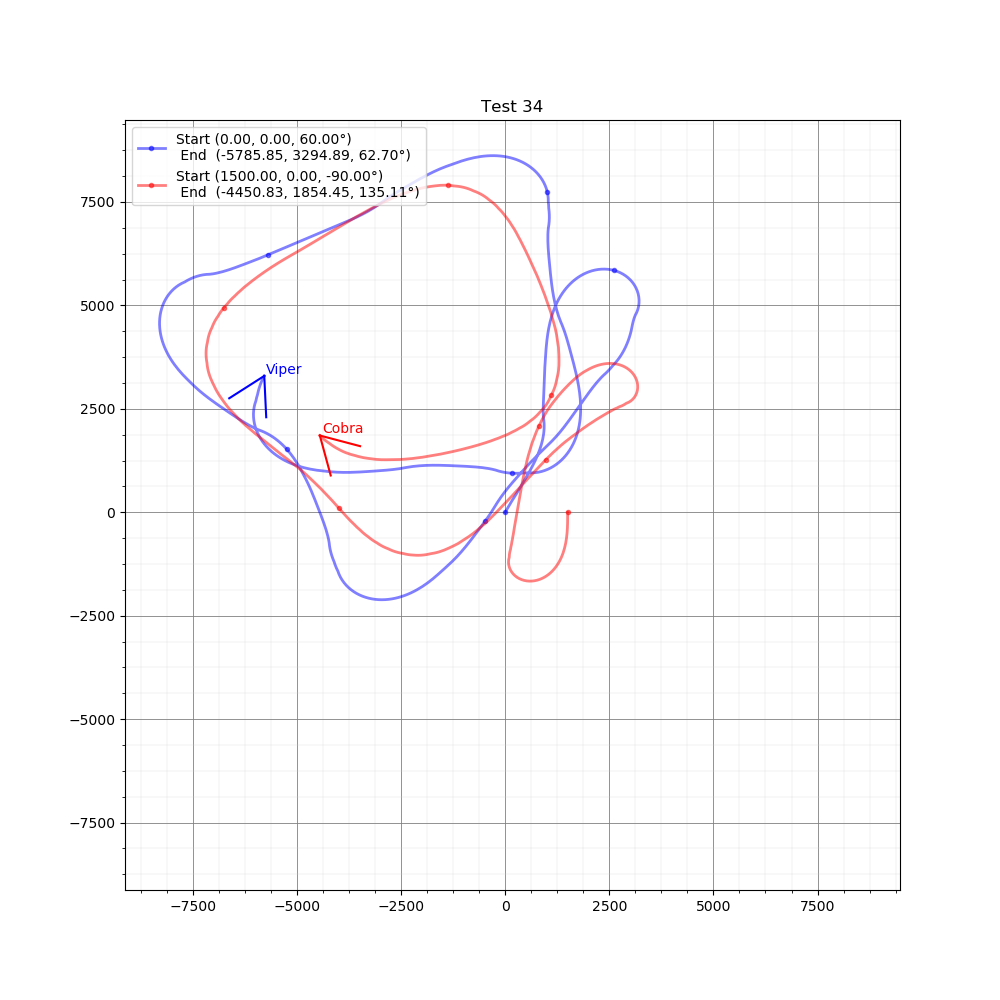 Test 34
Start (0.00, 0.00, 60.00°)
End (-5785.85, 3294.89, 62.70°)
Start (1500.00, 0.00, -90.00°)
End (-4450.83, 1854.45, 135.11°)
7500
5000
2500
0
−2500
−5000
−7500
Viper
Cobra
−7500 −5000 −2500 0 2500 5000 7500